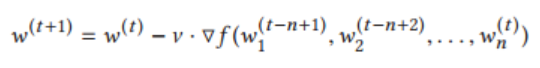 w^{(t+1)} = w^{(t)} − ν · ∇f(w_1^{(t−n+1)}, w_2^{(t−n+2)}, . . . , w_n^{(t)})